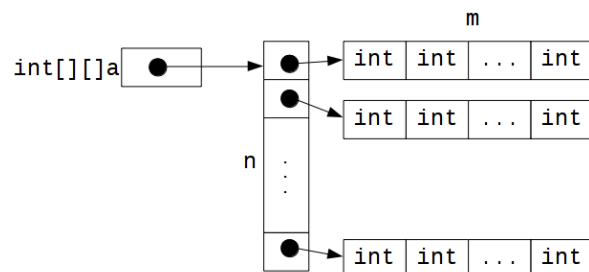 m
int[][]a
int int ... int
int int ... int
n
...
int int ... int